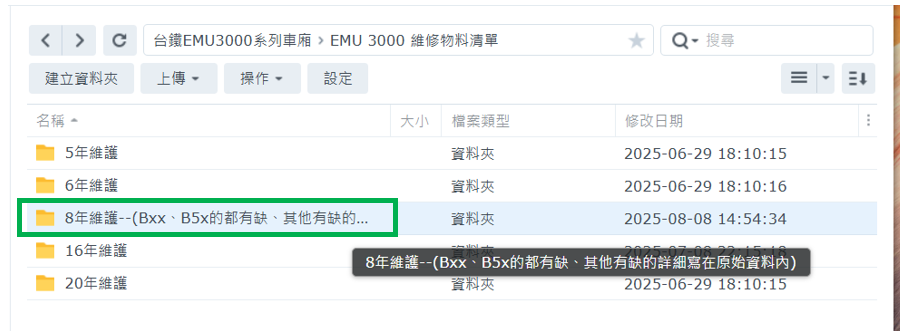 台鐵EMU3000系列車廂 > EMU 3000 維修物料清單 搜尋
建立資料夾 上傳 操作 設定
名稱 大小 檔案類型 修改日期
5年維護 資料夾 2025-06-29 18:10:15
6年維護 資料夾 2025-06-29 18:10:16
8年維護--(Bxx、B5x的都有缺、其他有缺的... 資料夾 2025-08-08 14:54:34
16年維護
8年維護--(Bxx、B5x的都有缺、其他有缺的詳細寫在原始資料內)
20年維護 資料夾 2025-06-29 18:10:15